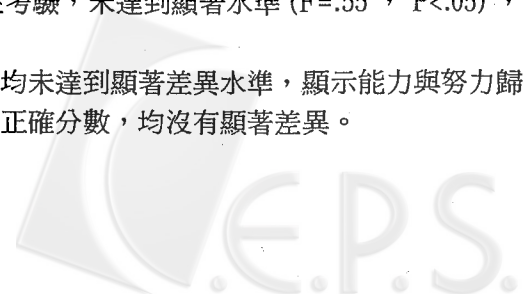 考驗，未達到顯著水準 (F=.55 , P<.05)，
均未達到顯著差異水準，顯示能力與努力歸
正確分數，均沒有顯著差異。
C.E.P.S.